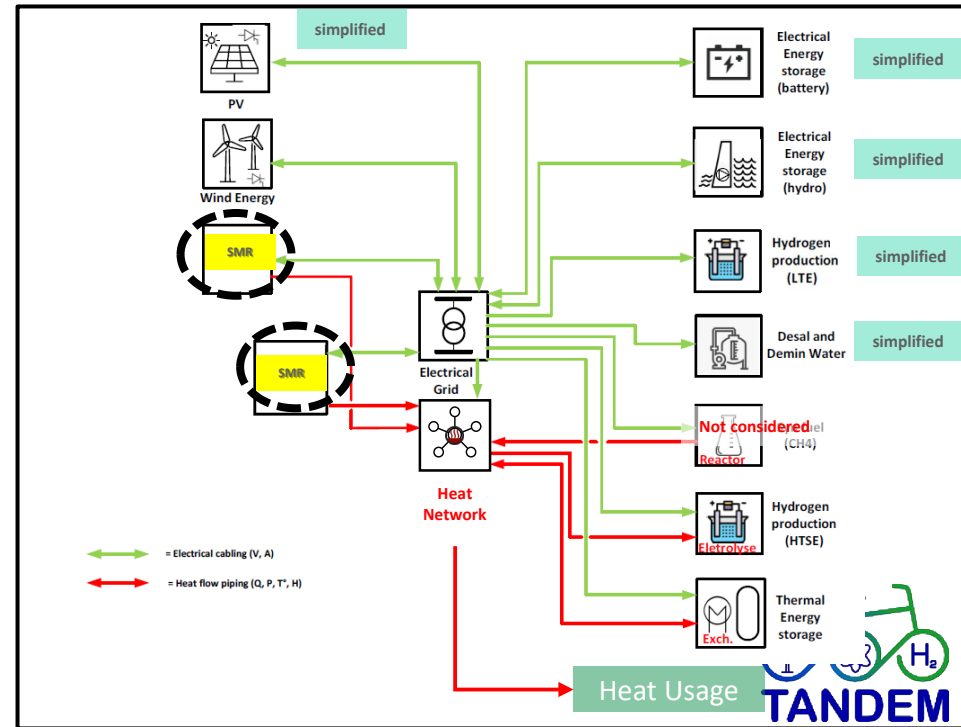 simplified
PV
Wind Energy
SMR
SMR
Electrical
Grid
Heat
Network
Electrical
Energy
storage
(battery)
simplified
Electrical
Energy
storage
(hydro)
simplified
Hydrogen
production
(LTE)
simplified
Desal and
Demin Water
simplified
Not considered
(CH4)
Reactor
Hydrogen
production
(HTSE)
Eletrolyse
Thermal
Energy
storage
Exch.
= Electrical cabling (V, A)
= Heat flow piping (Q, P, T°, H)
Heat Usage
H₂
TANDEM